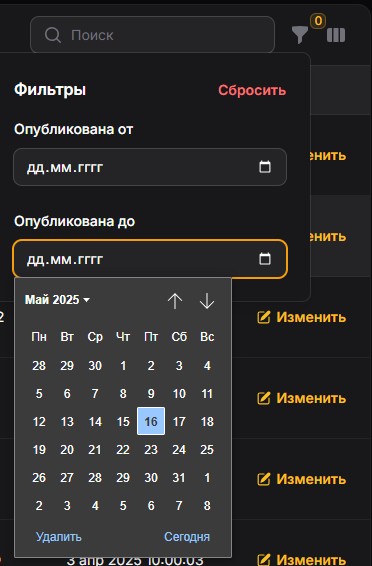 Поиск
0
Фильтры Сбросить
Опубликована от
нить
дд.мм.гггг
Опубликована до
нить
дд.мм.гггг
Май 2025
2
Изменить
Пн Вт Ср Чт Пт Сб Вс
28 29 30 1 2 3 4
5 6 7 8 9 10 11
Изменить
12 13 14 15 16 17 18
19 20 21 22 23 24 25
26 27 28 29 30 31 1
Изменить
2 3 4 5 6 7 8
Удалить Сегодня
3 апр 2025 10:00:03 Изменить